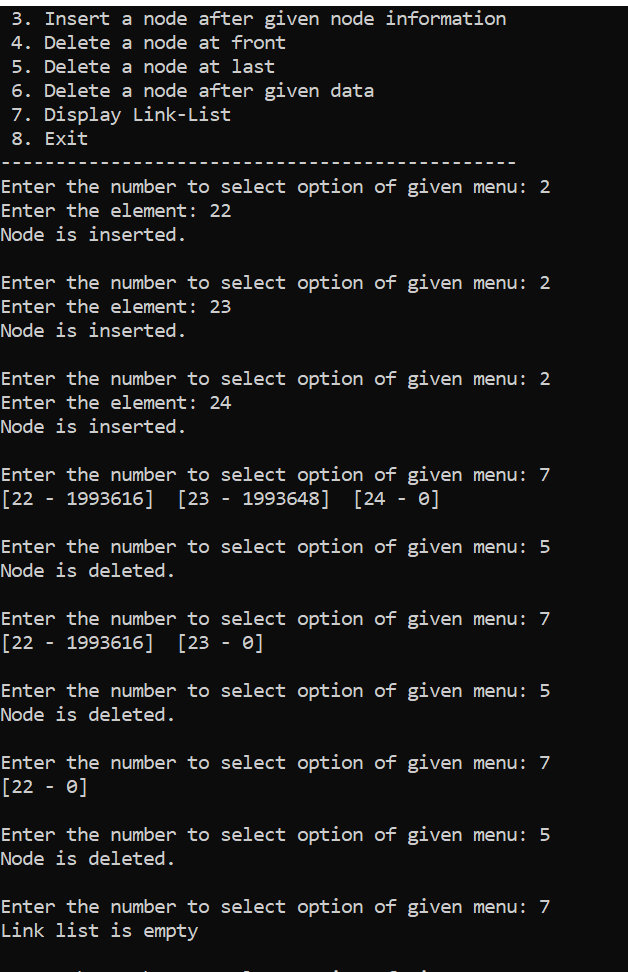 3. Insert a node after given node information
4. Delete a node at front
5. Delete a node at last
6. Delete a node after given data
7. Display Link-List
8. Exit
-----------------------------------------------
Enter the number to select option of given menu: 2
Enter the element: 22
Node is inserted.
Enter the number to select option of given menu: 2
Enter the element: 23
Node is inserted.
Enter the number to select option of given menu: 2
Enter the element: 24
Node is inserted.
Enter the number to select option of given menu: 7
[22 - 1993616]  [23 - 1993648]  [24 - 0]
Enter the number to select option of given menu: 5
Node is deleted.
Enter the number to select option of given menu: 7
[22 - 1993616]  [23 - 0]
Enter the number to select option of given menu: 5
Node is deleted.
Enter the number to select option of given menu: 7
[22 - 0]
Enter the number to select option of given menu: 5
Node is deleted.
Enter the number to select option of given menu: 7
Link list is empty